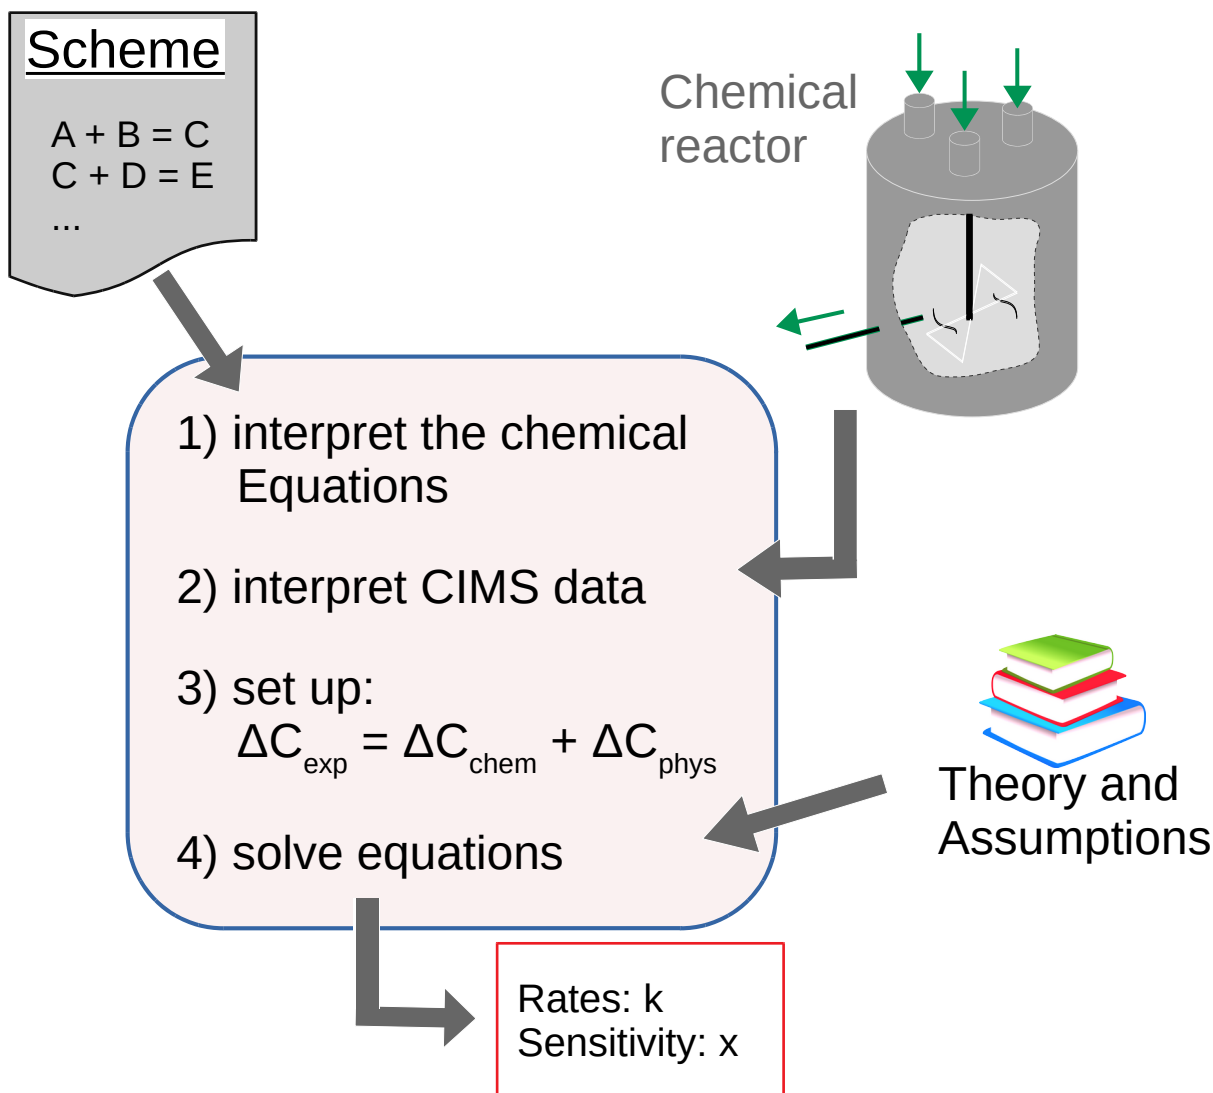 Scheme
A + B = C
C + D = E
...
Chemical
reactor
1) interpret the chemical
Equations
2) interpret CIMS data
3) set up:
ΔCexp = ΔCchem + ΔCphys
4) solve equations
Theory and
Assumptions
Rates: k
Sensitivity: x